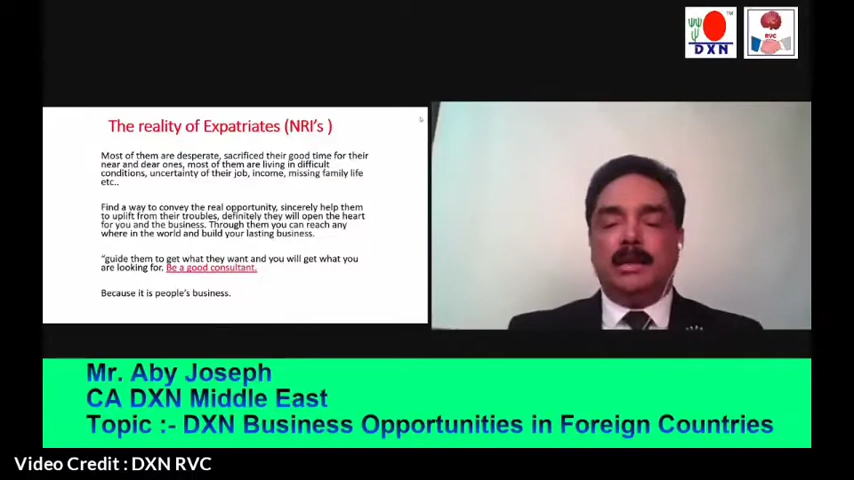 DXN
TM
RVC
The reality of Expatriates (NRI's )
Most of them are desperate, sacrificed their good time for their
near and dear ones, most of them are living in difficult
conditions, uncertainty of their job, income, missing family life
etc..
Find a way to convey the real opportunity, sincerely help them
to uplift from their troubles, definitely they will open the heart
for you and the business. Through them you can reach any
where in the world and build your lasting business.
"guide them to get what they want and you will get what you
are looking for. Be a good consultant.
Because it is people's business.
Mr. Aby Joseph
CA DXN Middle East
Topic :- DXN Business Opportunities in Foreign Countries
Video Credit : DXN RVC